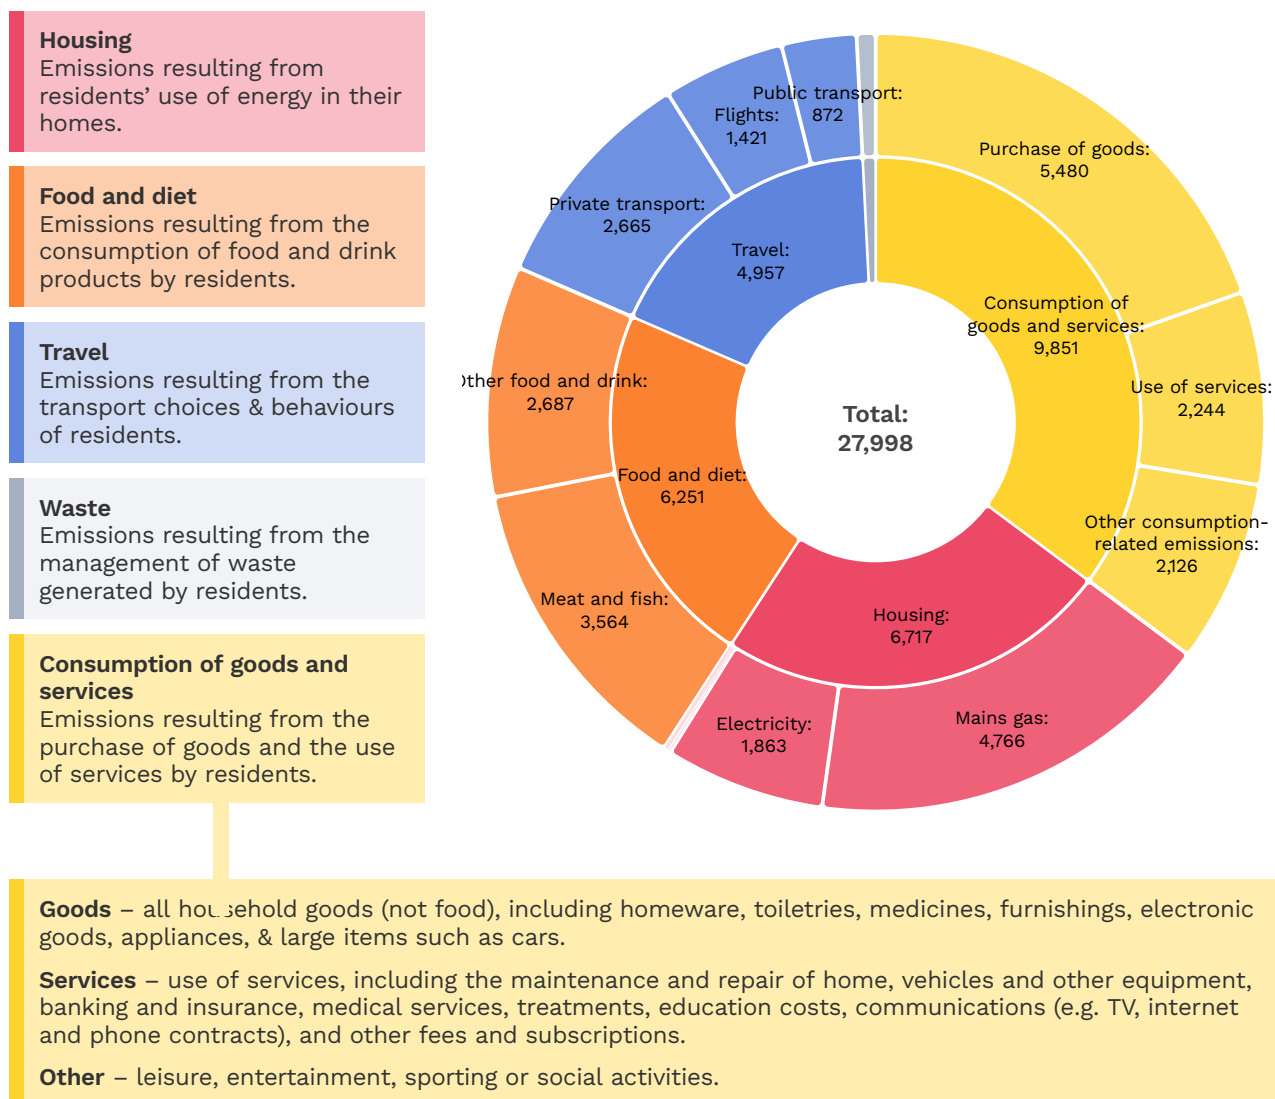 Housing
Emissions resulting from
residents’ use of energy in their
homes.
Food and diet
Emissions resulting from the
consumption of food and drink
products by residents.
Travel
Emissions resulting from the
transport choices & behaviours
of residents.
Waste
Emissions resulting from the
management of waste
generated by residents.
Consumption of goods and
services
Emissions resulting from the
purchase of goods and the use
of services by residents.
Public transport:
872
Flights:
1,421
Purchase of goods:
5,480
Private transport:
2,665
Travel:
4,957
Consumption of
goods and services:
9,851
Other food and drink:
2,687
Use of services:
2,244
Total:
27,998
Food and diet:
6,251
Other consumption-
related emissions:
2,126
Meat and fish:
3,564
Housing:
6,717
Electricity:
1,863
Mains gas:
4,766
Goods – all household goods (not food), including homeware, toiletries, medicines, furnishings, electronic
goods, appliances, & large items such as cars.
Services – use of services, including the maintenance and repair of home, vehicles and other equipment,
banking and insurance, medical services, treatments, education costs, communications (e.g. TV, internet
and phone contracts), and other fees and subscriptions.
Other – leisure, entertainment, sporting or social activities.